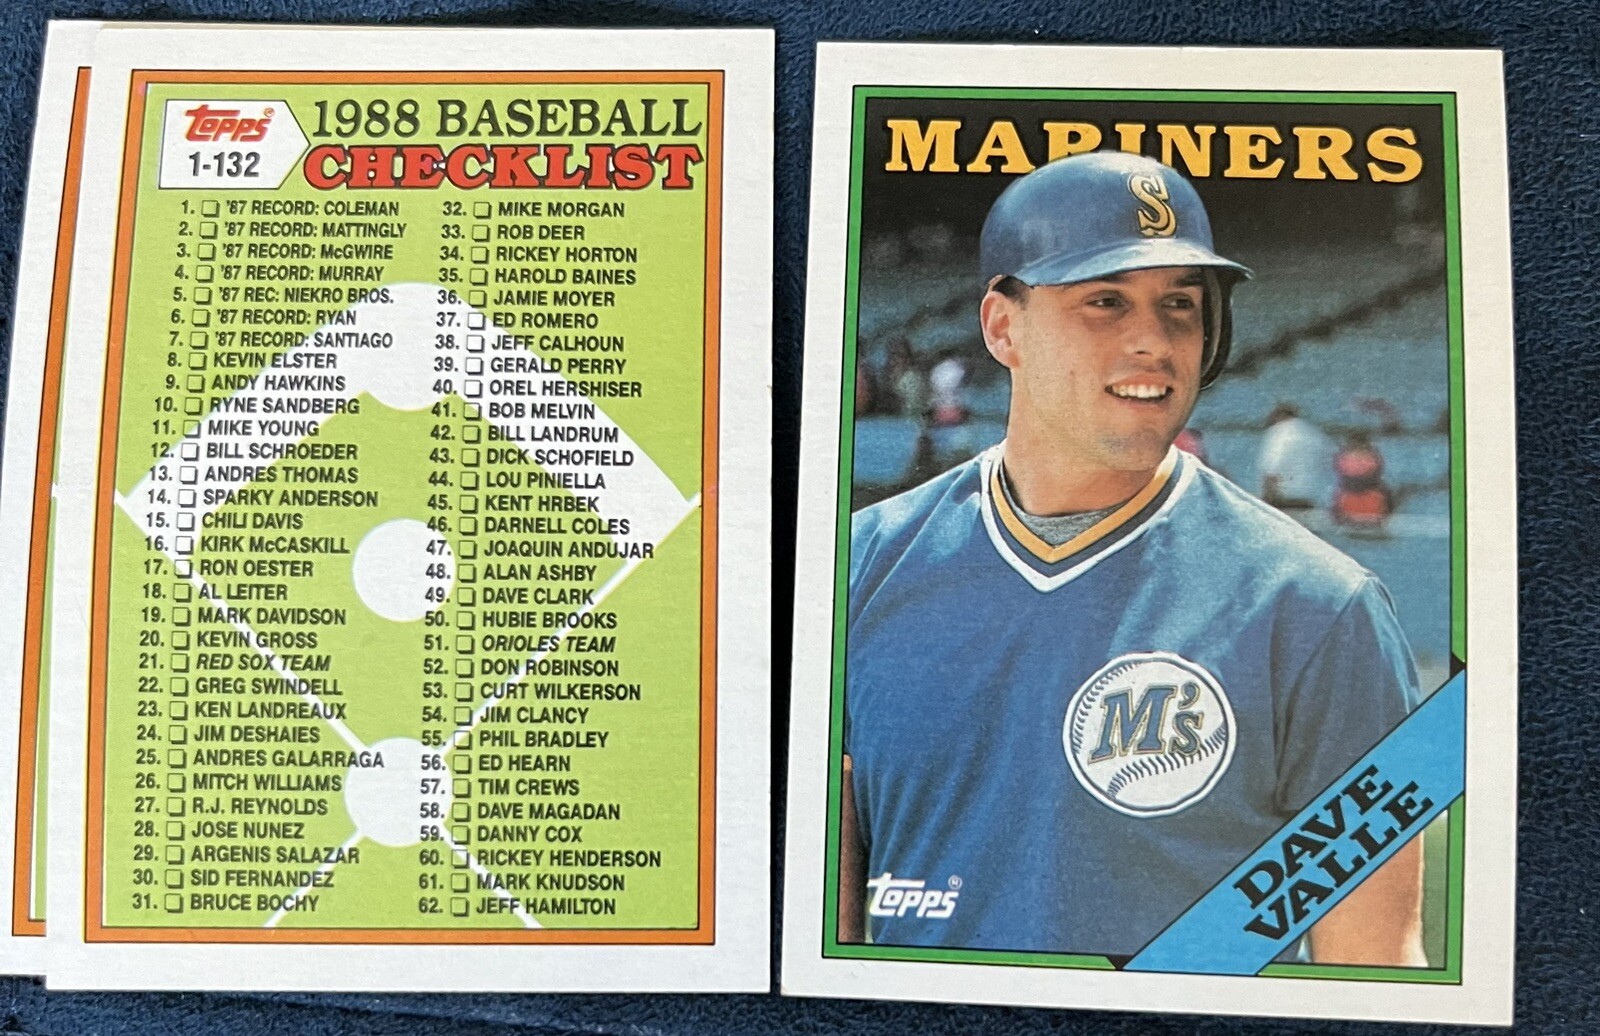 Topps
1-132
1988 BASEBALL
CHECKLIST
1. '87 RECORD: COLEMAN
2. '87 RECORD: MATTINGLY
3. '87 RECORD: McGWIRE
4. '87 RECORD: MURRAY
5. '87 REC: NIEKRO BROS.
6. '87 RECORD: RYAN
7. '87 RECORD: SANTIAGO
8. KEVIN ELSTER
9. ANDY HAWKINS
10. RYNE SANDBERG
11. MIKE YOUNG
12. BILL SCHROEDER
13. ANDRES THOMAS
14. SPARKY ANDERSON
15. CHILI DAVIS
16. KIRK McCASKILL
17. RON OESTER
18. AL LEITER
19. MARK DAVIDSON
20. KEVIN GROSS
21. RED SOX TEAM
22. GREG SWINDELL
23. KEN LANDREAUX
24. JIM DESHAIES
25. ANDRES GALARRAGA
26. MITCH WILLIAMS
27. R.J. REYNOLDS
28. JOSE NUNEZ
29. ARGENIS SALAZAR
30. SID FERNANDEZ
31. BRUCE BOCHY
32. MIKE MORGAN
33. ROB DEER
34. RICKEY HORTON
35. HAROLD BAINES
36. JAMIE MOYER
37. ED ROMERO
38. JEFF CALHOUN
39. GERALD PERRY
40. OREL HERSHISER
41. BOB MELVIN
42. BILL LANDRUM
43. DICK SCHOFIELD
44. LOU PINIELLA
45. KENT HRBEK
46. DARNELL COLES
47. JOAQUIN ANDUJAR
48. ALAN ASHBY
49. DAVE CLARK
50. HUBIE BROOKS
51. ORIOLES TEAM
52. DON ROBINSON
53. CURT WILKERSON
54. JIM CLANCY
55. PHIL BRADLEY
56. ED HEARN
57. TIM CREWS
58. DAVE MAGADAN
59. DANNY COX
60. RICKEY HENDERSON
61. MARK KNUDSON
62. JEFF HAMILTON
MARINERS
S
M's
Topps
DAVE
VALLE